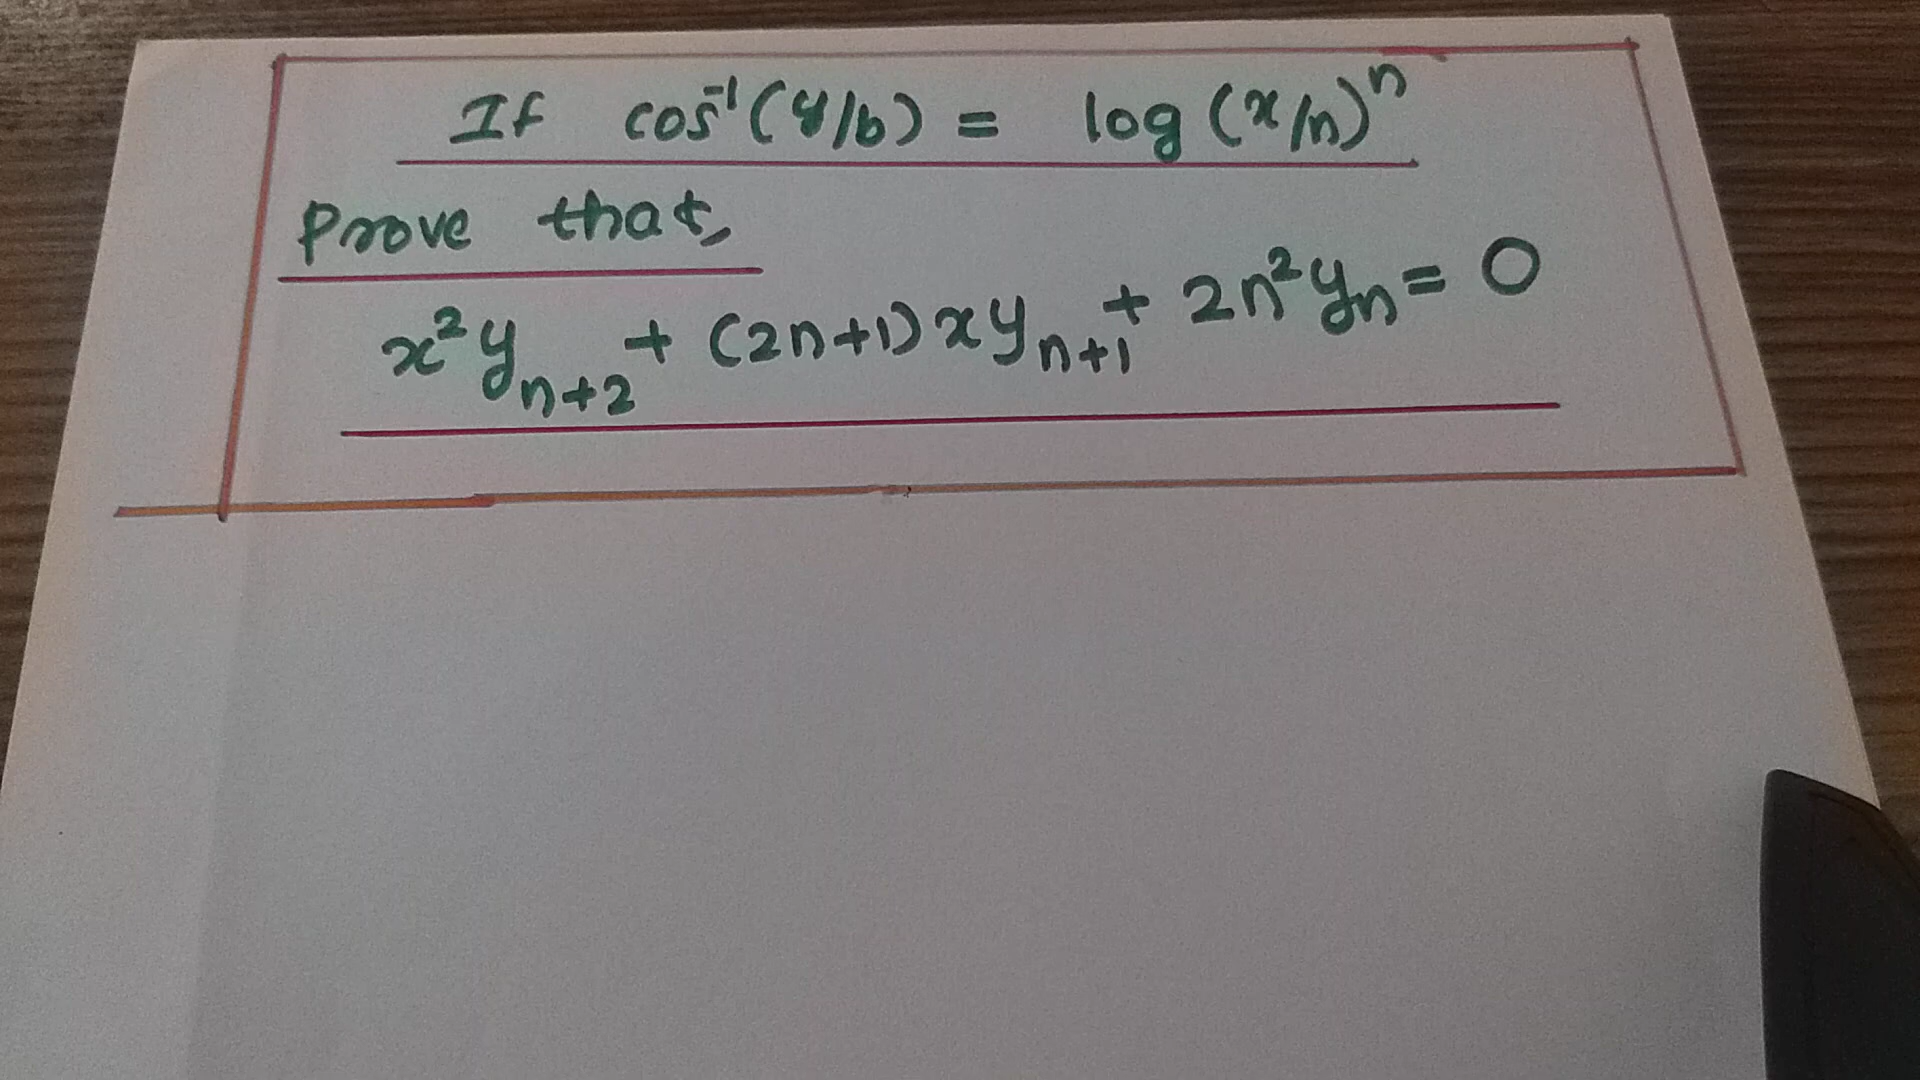 If cos⁻¹(y/b) = log (x/n)ⁿ
Prove that,
x²yₙ₊₂ + (2n+1)xyₙ₊₁ + 2n²yₙ = 0